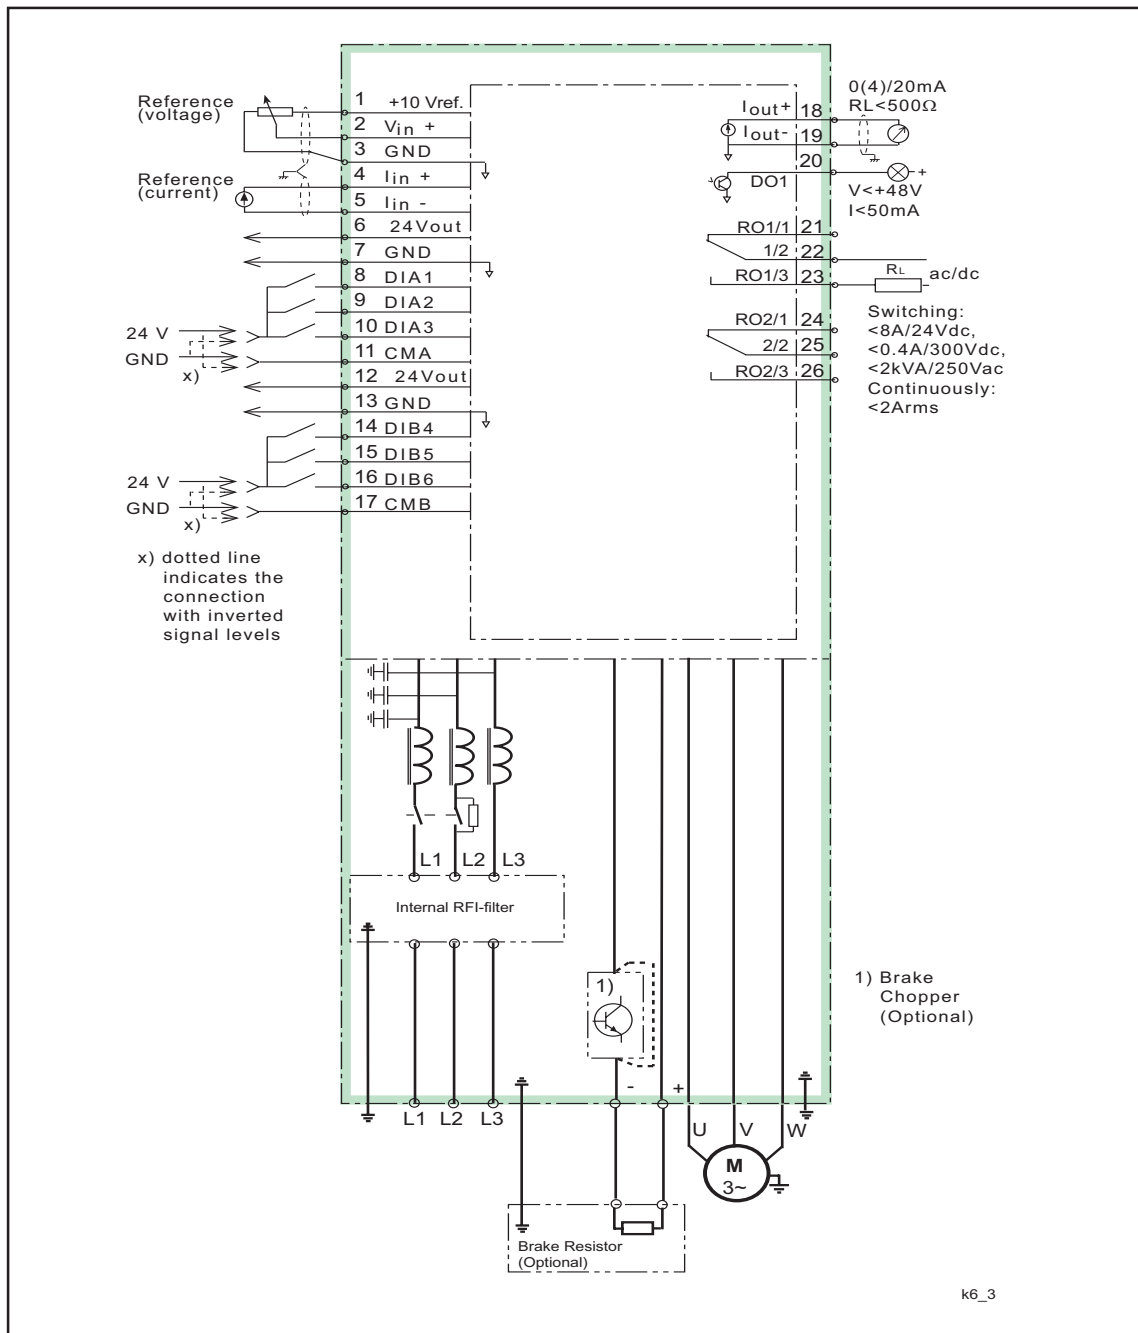 Reference
(voltage)
1 +10 Vref.
2 Vin +
3 GND
Reference
(current)
4 Iin +
5 Iin -
6 24Vout
7 GND
8 DIA1
9 DIA2
10 DIA3
11 CMA
24 V
GND
x)
12 24Vout
13 GND
14 DIB4
15 DIB5
16 DIB6
17 CMB
24 V
GND
x)
x) dotted line
indicates the
connection
with inverted
signal levels
0(4)/20mA
RL<500Ω
Iout+ 18
Iout- 19
20
DO1
+
V<+48V
I<50mA
RO1/1 21
1/2 22
RO1/3 23
RL
ac/dc
RO2/1 24
2/2 25
RO2/3 26
Switching:
<8A/24Vdc,
<0.4A/300Vdc,
<2kVA/250Vac
Continuously:
<2Arms
L1 L2 L3
Internal RFI-filter
1)
1) Brake
Chopper
(Optional)
- +
L1 L2 L3
U V W
M
3~
Brake Resistor
(Optional)
k6_3